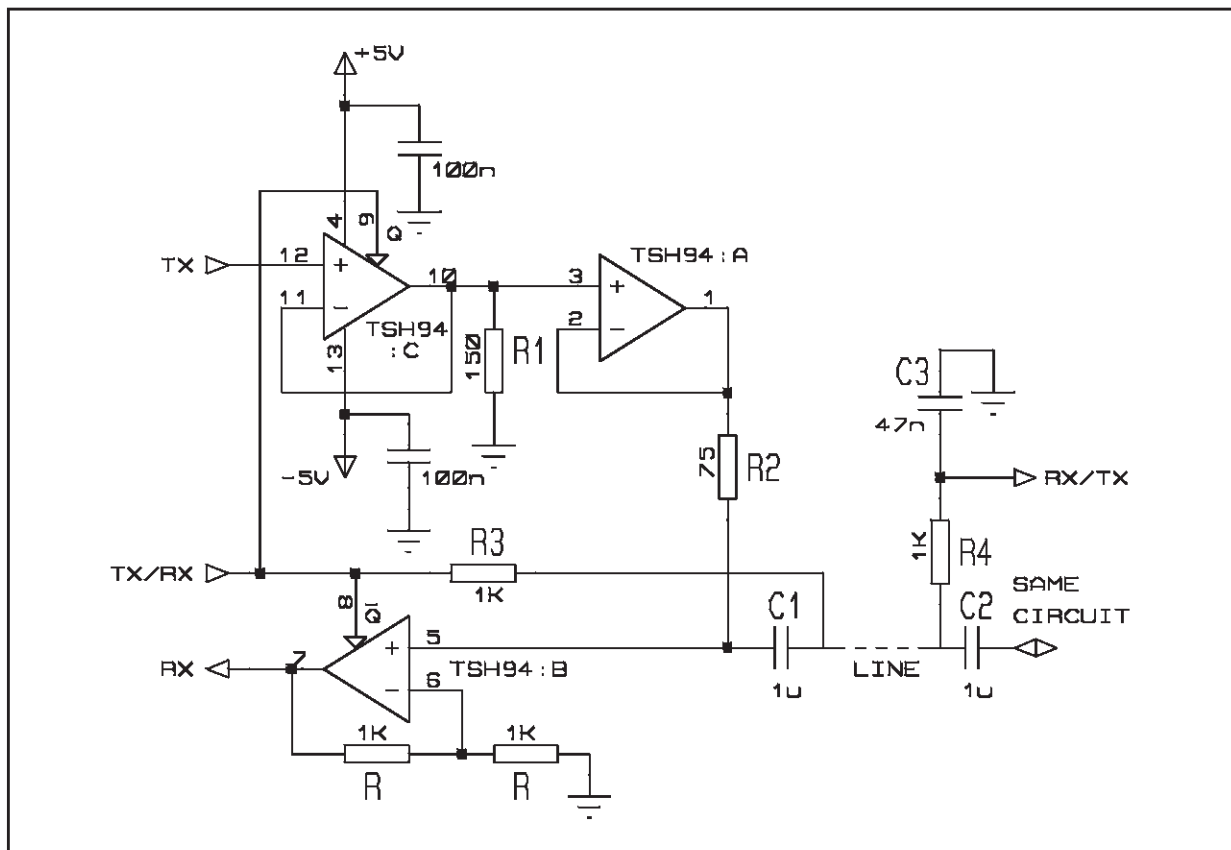 +5V
100n
4
9
Q
TX
12
+
11
-
10
TSH94
:C
13
150
R1
TSH94:A
3
+
2
-
1
C3
47n
-5V
100n
75
R2
RX/TX
1K
R4
R3
1K
TX/RX
8
Q̄
C1
1u
LINE
C2
1u
SAME
CIRCUIT
RX
7
+
5
TSH94:B
-
6
1K
R
1K
R